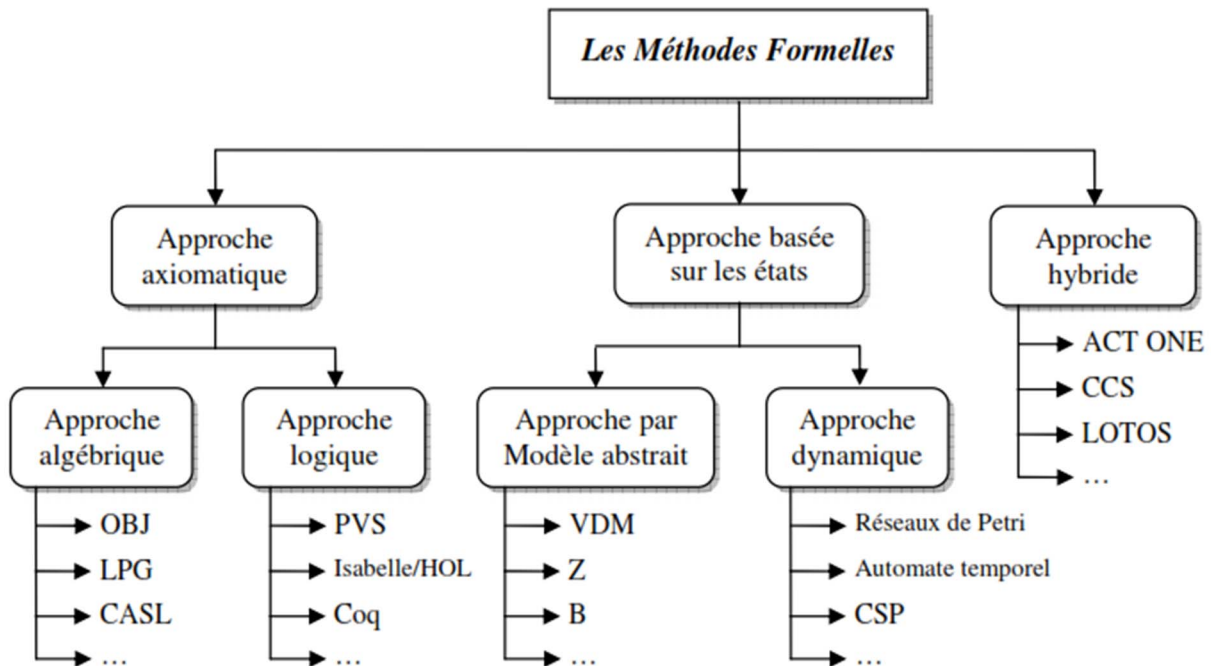 Les Méthodes Formelles
Approche
axiomatique
Approche basée
sur les états
Approche
hybride
ACT ONE
CCS
LOTOS
…
Approche
algébrique
Approche
logique
Approche par
Modèle abstrait
Approche
dynamique
OBJ
LPG
CASL
…
PVS
Isabelle/HOL
Coq
…
VDM
Z
B
…
Réseaux de Petri
Automate temporel
CSP
…